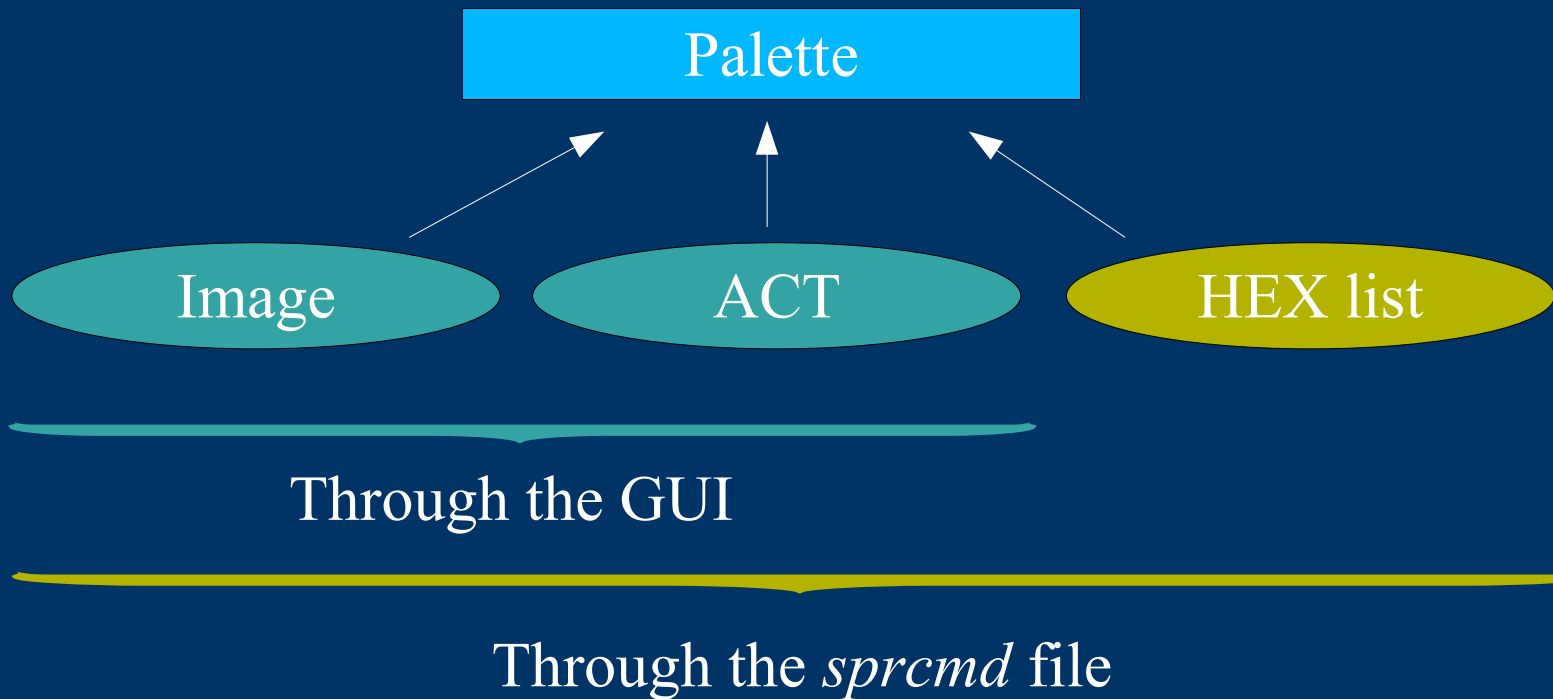 Palette
Image
ACT
HEX list
Through the GUI
Through the sprcmd file